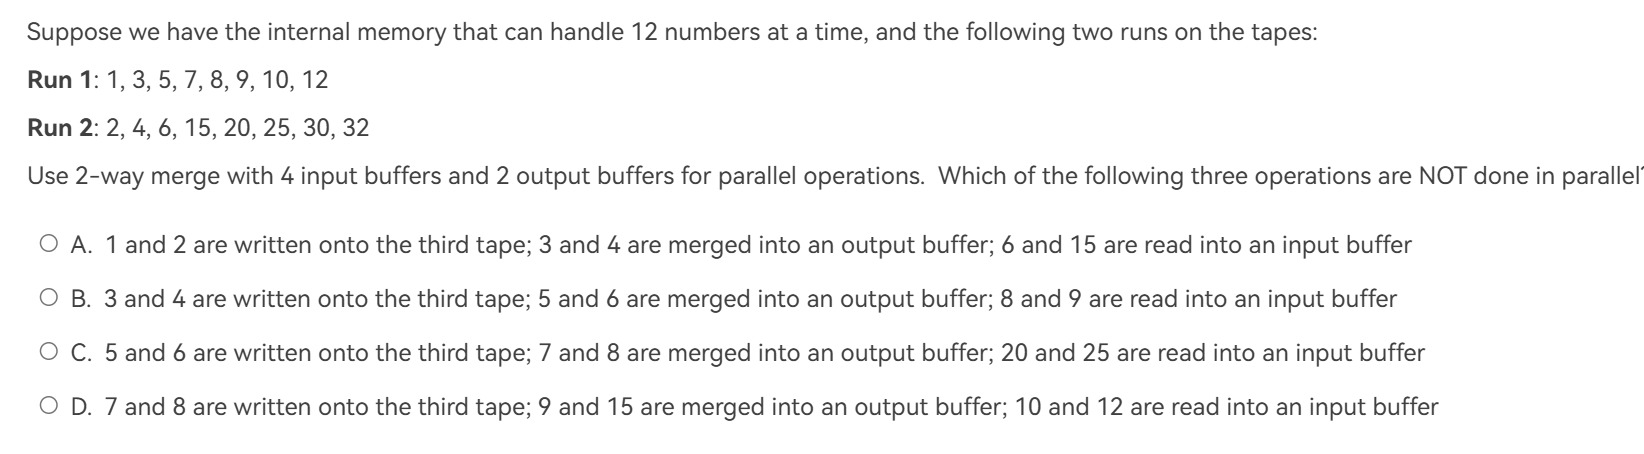 Suppose we have the internal memory that can handle 12 numbers at a time, and the following two runs on the tapes:
Run 1: 1, 3, 5, 7, 8, 9, 10, 12
Run 2: 2, 4, 6, 15, 20, 25, 30, 32
Use 2-way merge with 4 input buffers and 2 output buffers for parallel operations. Which of the following three operations are NOT done in parallel?
A. 1 and 2 are written onto the third tape; 3 and 4 are merged into an output buffer; 6 and 15 are read into an input buffer
B. 3 and 4 are written onto the third tape; 5 and 6 are merged into an output buffer; 8 and 9 are read into an input buffer
C. 5 and 6 are written onto the third tape; 7 and 8 are merged into an output buffer; 20 and 25 are read into an input buffer
D. 7 and 8 are written onto the third tape; 9 and 15 are merged into an output buffer; 10 and 12 are read into an input buffer